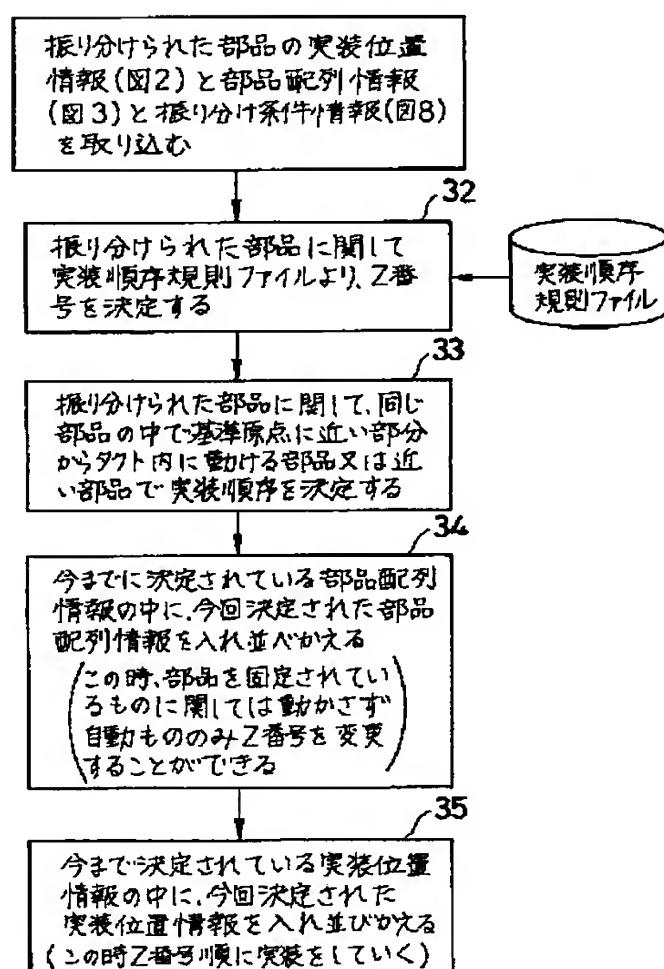 振り分けられた部品の実装位置
情報(図2)と部品配列情報
(図3)と振り分け条件情報(図8)
を取り込む
32
振り分けられた部品に関して
実装順序規則ファイルより、Z番
号を決定する
実装順序
規則ファイル
33
振り分けられた部品に関して、同じ
部品の中で基準原点に近い部分
からタクト内に動ける部品又は近
い部品で実装順序を決定する
34
今までに決定されている部品配列
情報の中に、今回決定された部品
配列情報を入れ並べかえる
(この時、部品を固定されてい
るものに関しては動かさず
自動もののみZ番号を変更
することができる)
35
今まで決定されている実装位置
情報の中に、今回決定された
実装位置情報を入れ並びかえる
(この時Z番号順に実装をしていく)